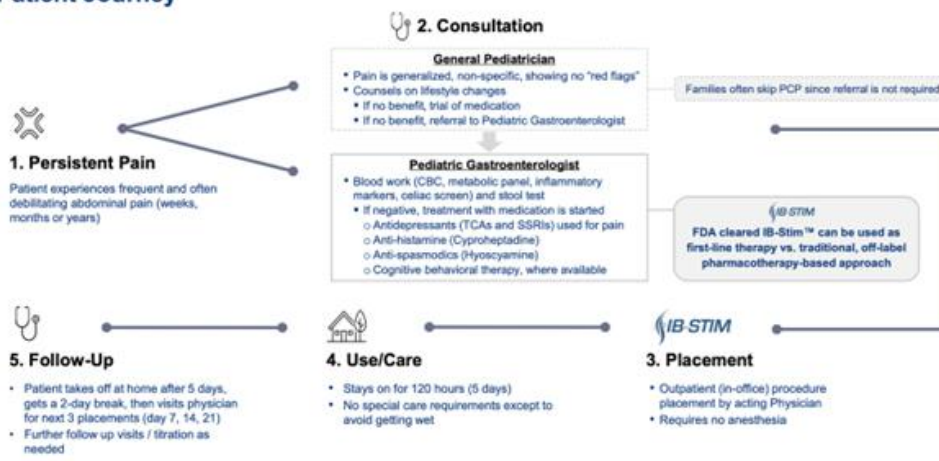 Patient Journey
2. Consultation
General Pediatrician
• Pain is generalized, non-specific, showing no "red flags"
• Counsels on lifestyle changes
• If no benefit, trial of medication
• If no benefit, referral to Pediatric Gastroenterologist
Families often skip PCP since referral is not required
1. Persistent Pain
Patient experiences frequent and often
debilitating abdominal pain (weeks,
months or years)
Pediatric Gastroenterologist
• Blood work (CBC, metabolic panel, inflammatory
markers, celiac screen) and stool test
• If negative, treatment with medication is started
o Antidepressants (TCAs and SSRIs) used for pain
o Anti-histamine (Cyproheptadine)
o Anti-spasmodics (Hyoscyamine)
o Cognitive behavioral therapy, where available
IB-STIM
FDA cleared IB-Stim™ can be used as
first-line therapy vs. traditional, off-label
pharmacotherapy-based approach
5. Follow-Up
• Patient takes off at home after 5 days,
gets a 2-day break, then visits physician
for next 3 placements (day 7, 14, 21)
• Further follow up visits / titration as
needed
4. Use/Care
• Stays on for 120 hours (5 days)
• No special care requirements except to
avoid getting wet
IB-STIM
3. Placement
• Outpatient (in-office) procedure
placement by acting Physician
• Requires no anesthesia